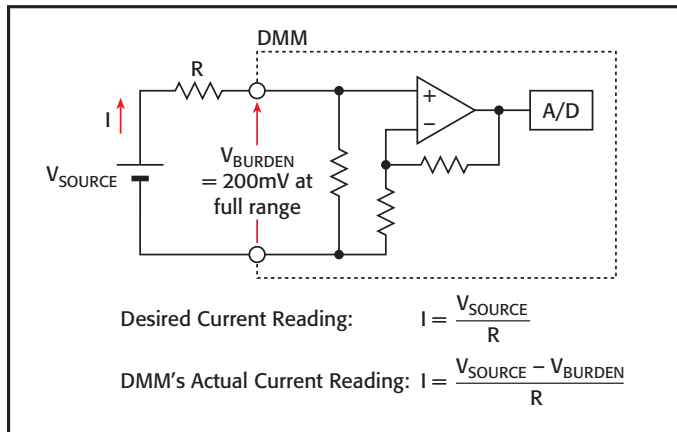 DMM
R
I
V_SOURCE
V_BURDEN
= 200mV at
full range
+
−
A/D
Desired Current Reading: I = V_SOURCE / R
DMM's Actual Current Reading: I = V_SOURCE – V_BURDEN / R